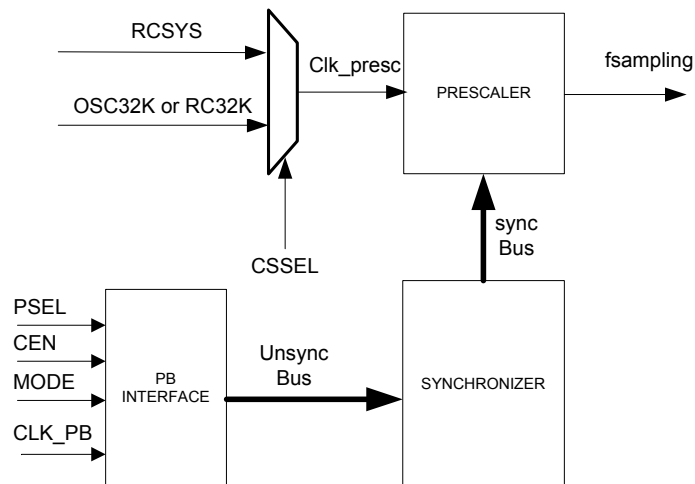 RCSYS
OSC32K or RC32K
Clk_presc
PRESCALER
fsampling
CSSEL
sync
Bus
PSEL
CEN
MODE
CLK_PB
PB
INTERFACE
Unsync
Bus
SYNCHRONIZER